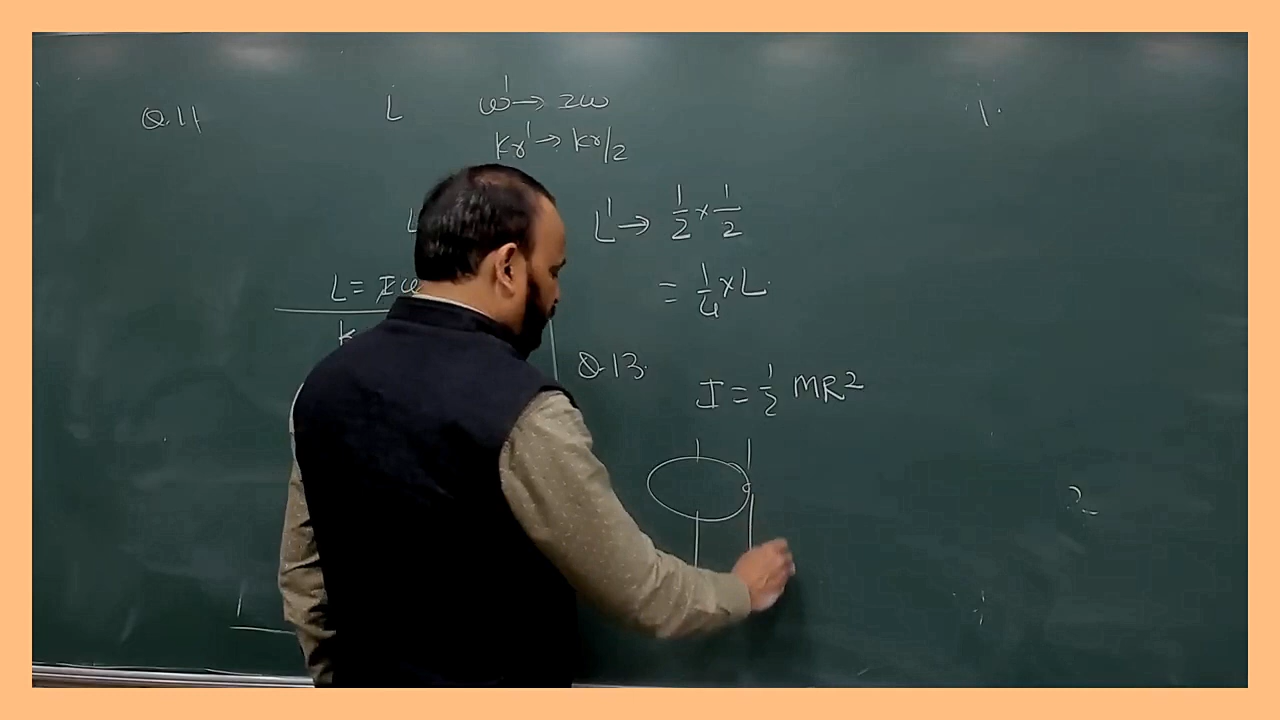 Q.11
L ω' → 2ω
Kr' → Kr/2
L' → 1/2 × 1/2
L = Iω
= 1/4 × L
K
Q.13.
I = 1/2 MR2